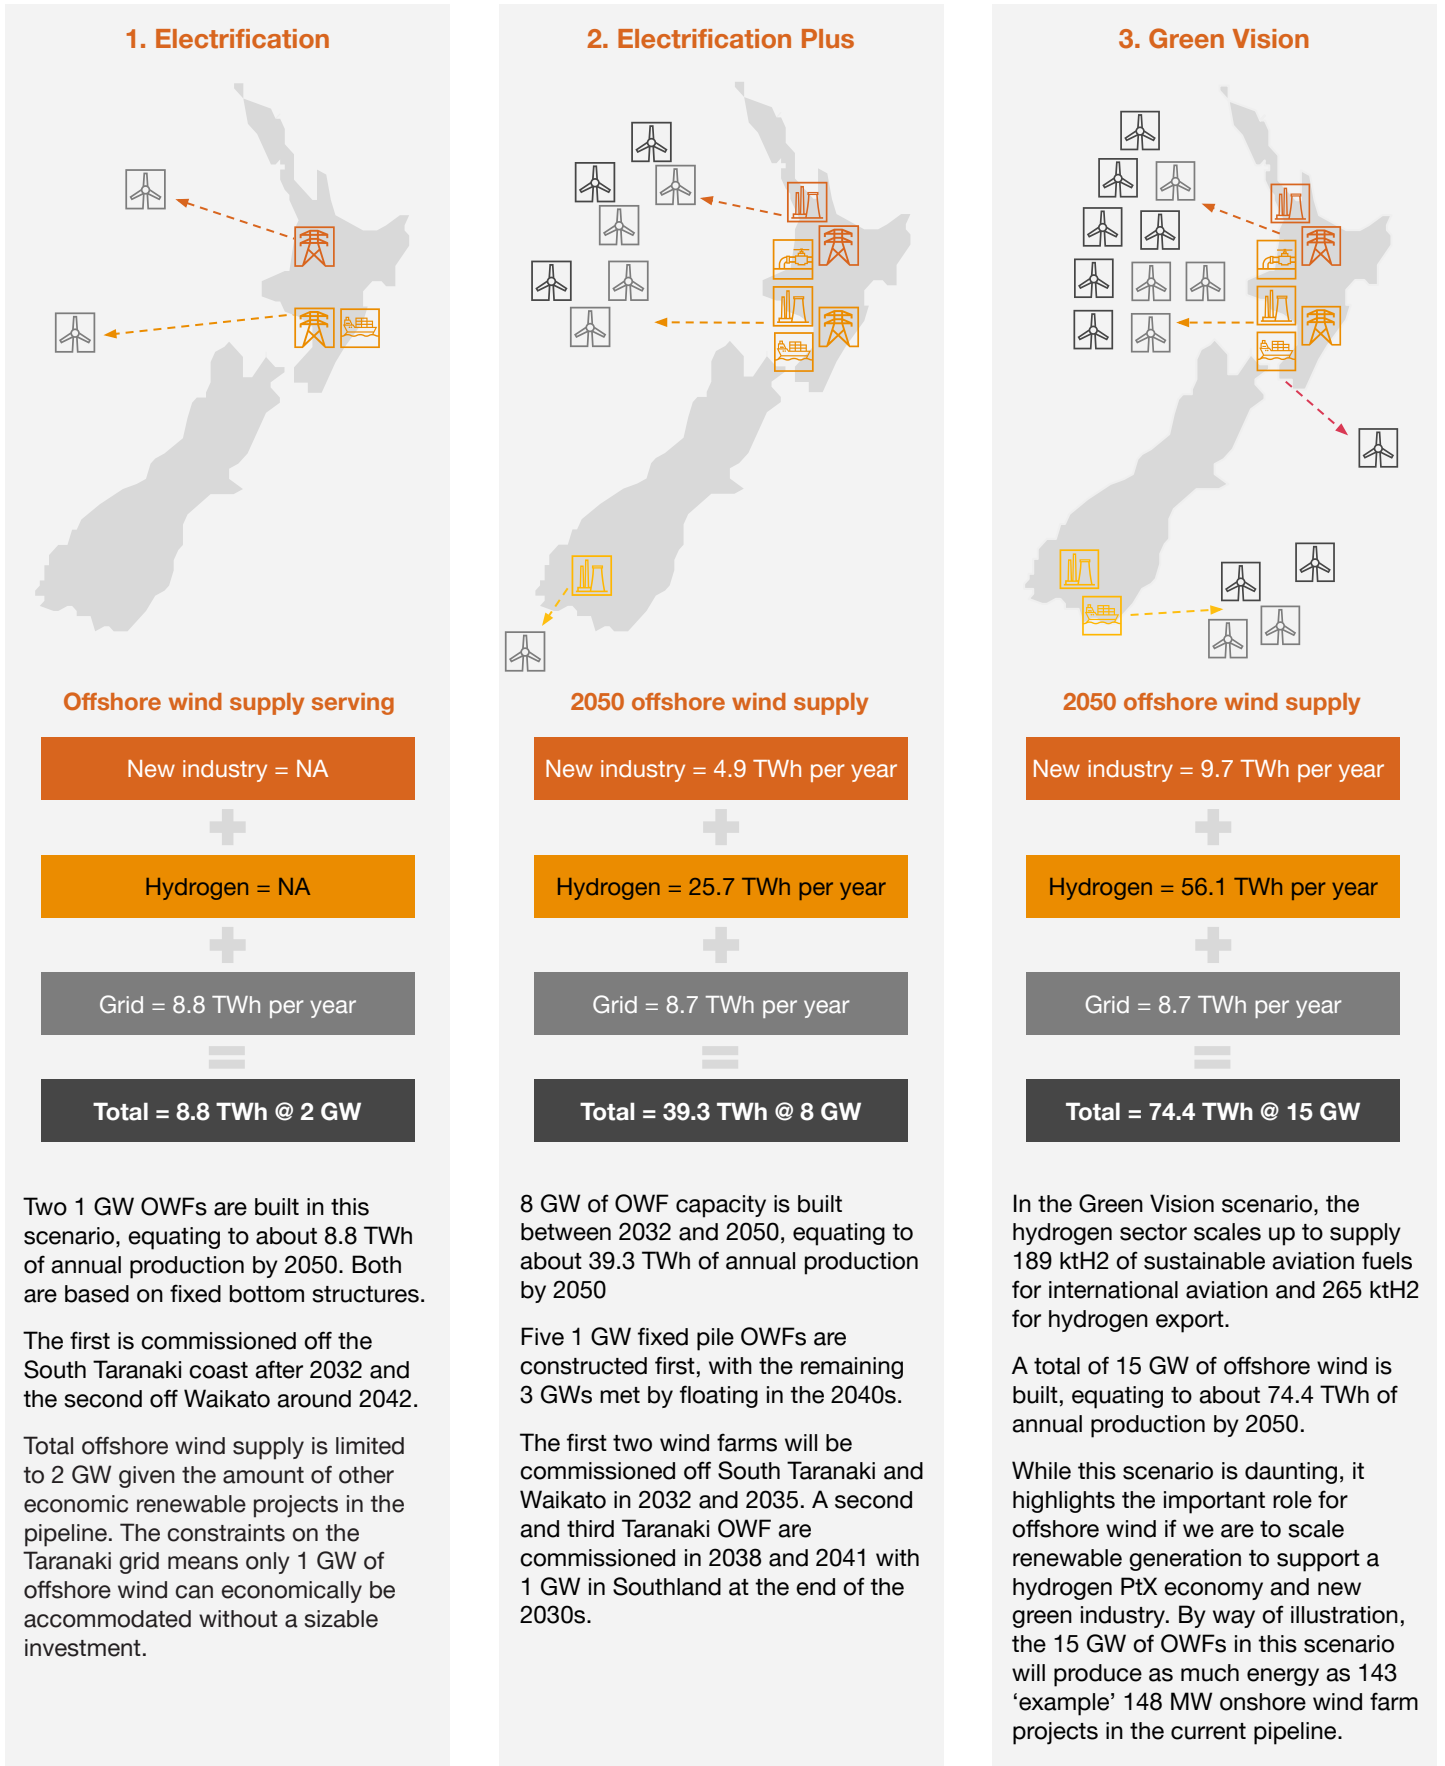 1. Electrification
Offshore wind supply serving
New industry = NA
Hydrogen = NA
Grid = 8.8 TWh per year
Total = 8.8 TWh @ 2 GW
Two 1 GW OWFs are built in this
scenario, equating to about 8.8 TWh
of annual production by 2050. Both
are based on fixed bottom structures.
The first is commissioned off the
South Taranaki coast after 2032 and
the second off Waikato around 2042.
Total offshore wind supply is limited
to 2 GW given the amount of other
economic renewable projects in the
pipeline. The constraints on the
Taranaki grid means only 1 GW of
offshore wind can economically be
accommodated without a sizable
investment.
2. Electrification Plus
2050 offshore wind supply
New industry = 4.9 TWh per year
Hydrogen = 25.7 TWh per year
Grid = 8.7 TWh per year
Total = 39.3 TWh @ 8 GW
8 GW of OWF capacity is built
between 2032 and 2050, equating to
about 39.3 TWh of annual production
by 2050
Five 1 GW fixed pile OWFs are
constructed first, with the remaining
3 GWs met by floating in the 2040s.
The first two wind farms will be
commissioned off South Taranaki and
Waikato in 2032 and 2035. A second
and third Taranaki OWF are
commissioned in 2038 and 2041 with
1 GW in Southland at the end of the
2030s.
3. Green Vision
2050 offshore wind supply
New industry = 9.7 TWh per year
Hydrogen = 56.1 TWh per year
Grid = 8.7 TWh per year
Total = 74.4 TWh @ 15 GW
In the Green Vision scenario, the
hydrogen sector scales up to supply
189 ktH2 of sustainable aviation fuels
for international aviation and 265 ktH2
for hydrogen export.
A total of 15 GW of offshore wind is
built, equating to about 74.4 TWh of
annual production by 2050.
While this scenario is daunting, it
highlights the important role for
offshore wind if we are to scale
renewable generation to support a
hydrogen PtX economy and new
green industry. By way of illustration,
the 15 GW of OWFs in this scenario
will produce as much energy as 143
‘example’ 148 MW onshore wind farm
projects in the current pipeline.